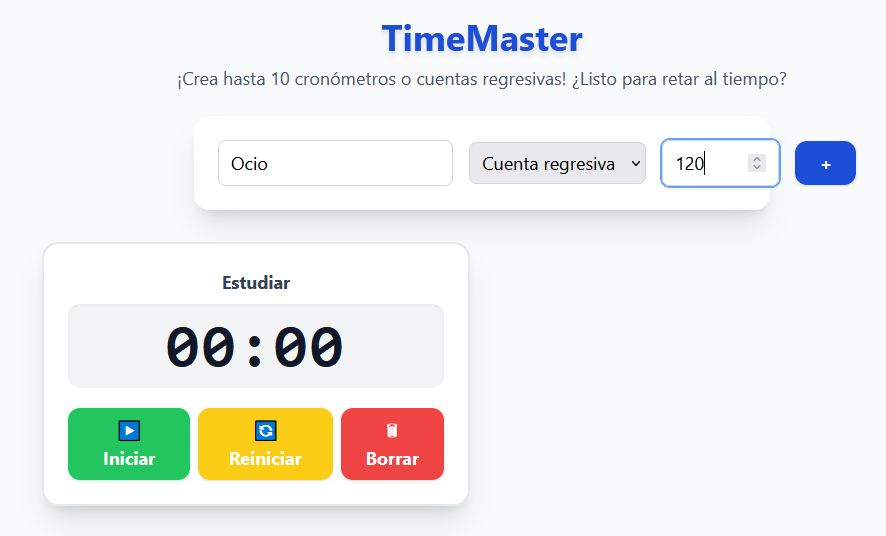 TimeMaster
¡Crea hasta 10 cronómetros o cuentas regresivas! ¿Listo para retar al tiempo?
Ocio Cuenta regresiva 120 +
Estudiar
00:00
Iniciar Reiniciar Borrar